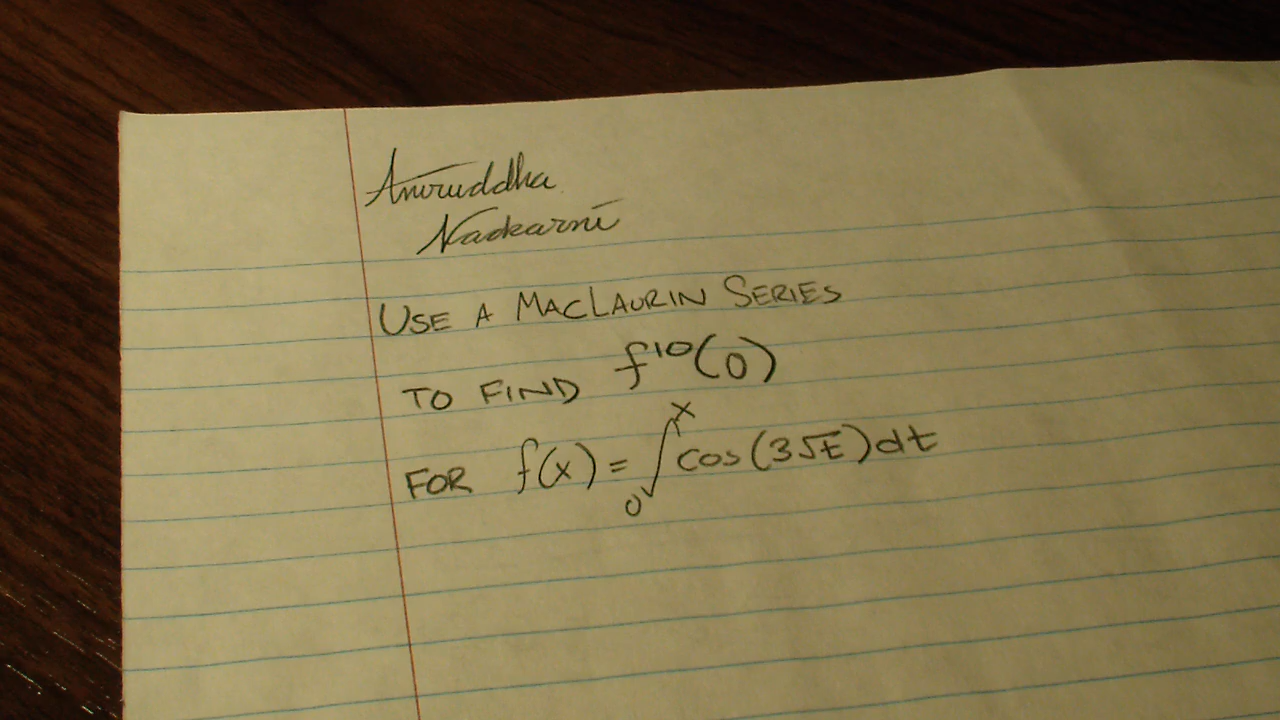 Aniruddha
Nadkarni
USE A MACLAURIN SERIES
TO FIND f¹⁰(0)
FOR f(x) = ∫₀ˣ cos(3√t)dt